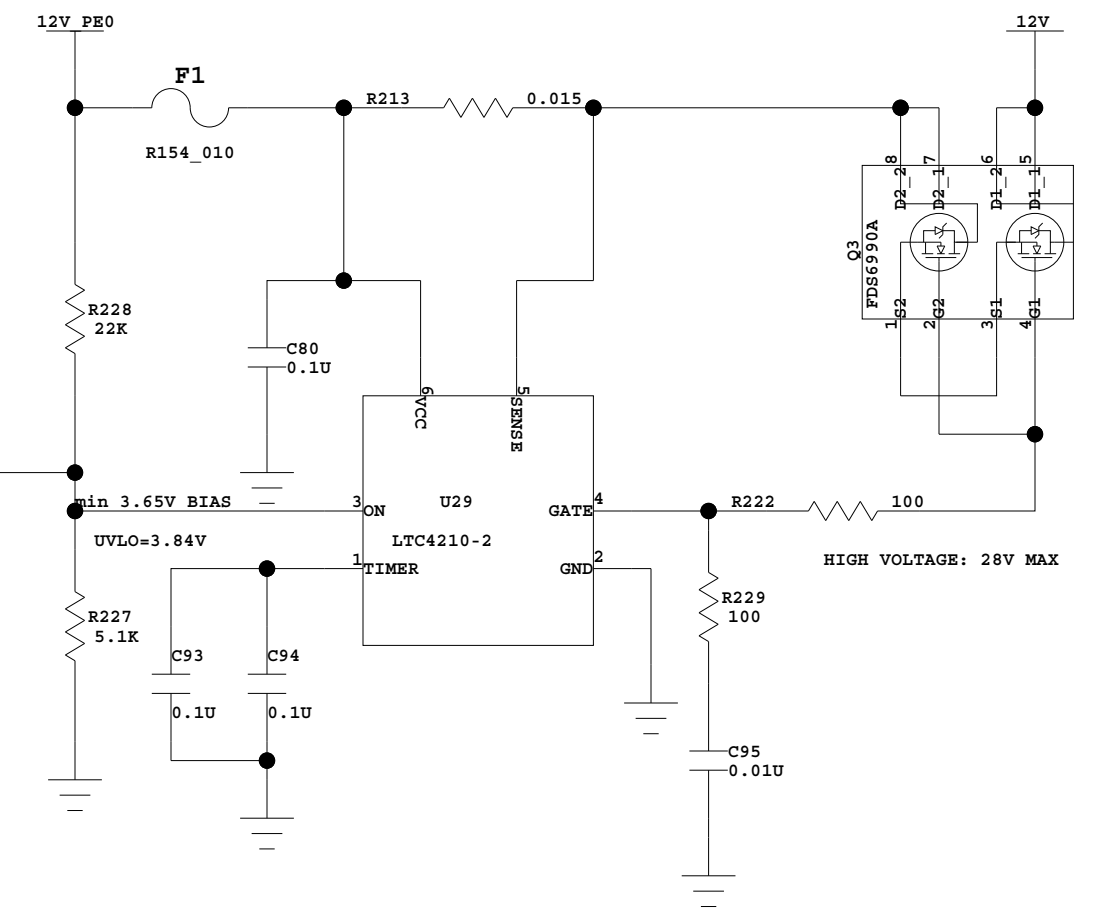 12V_PE0
12V
F1
R213
0.015
R154_010
8
7
6
5
D2_2
D2_1
D1_2
D1_1
Q3
FDS6990A
S2
G2
S1
G1
1
2
3
4
R228
22K
C80
0.1U
6
VCC
5
SENSE
min 3.65V BIAS
3
ON
U29
GATE
4
R222
100
UVLO=3.84V
LTC4210-2
HIGH VOLTAGE: 28V MAX
1
TIMER
GND
2
R229
100
R227
5.1K
C93
C94
0.1U
0.1U
C95
0.01U